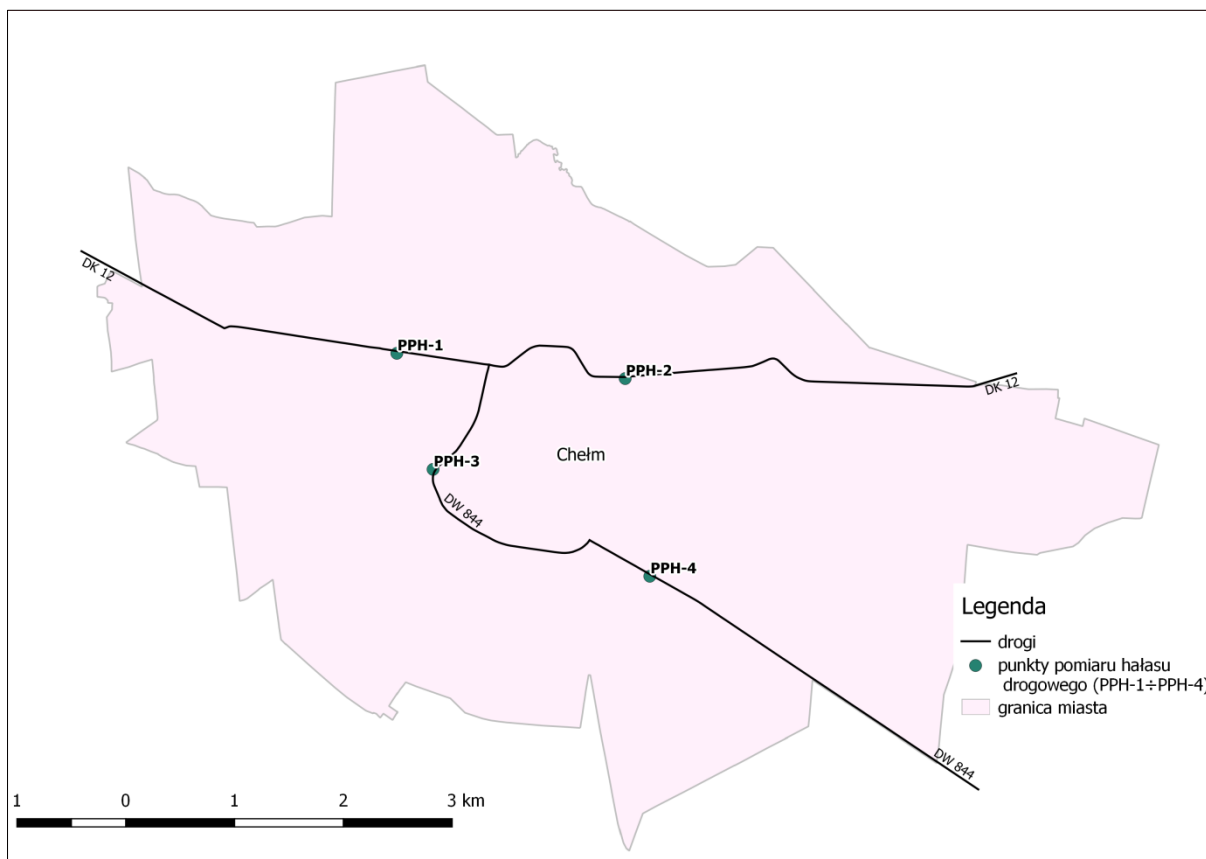 DK 12
PPH-1
PPH-2
DK 12
PPH-3
Chełm
DW 844
PPH-4
Legenda
drogi
punkty pomiaru hałasu
drogowego (PPH-1÷PPH-4)
granica miasta
DW 844
1 0 1 2 3 km